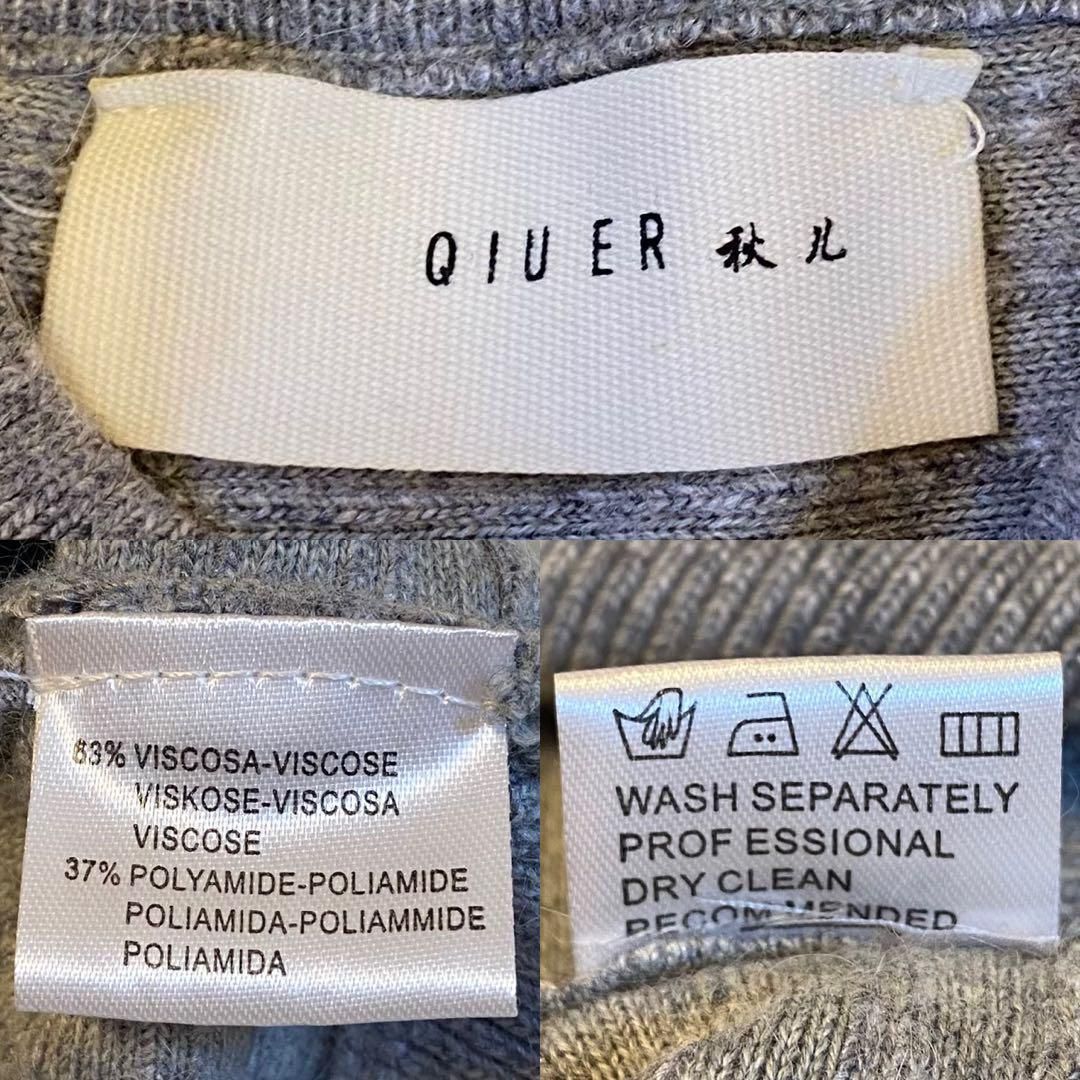 QIUER 秋儿
63% VISCOSA-VISCOSE
VISKOSE-VISCOSA
VISCOSE
37% POLYAMIDE-POLIAMIDE
POLIAMIDA-POLIAMMIDE
POLIAMIDA
WASH SEPARATELY
PROF ESSIONAL
DRY CLEAN
RECOMMENDED